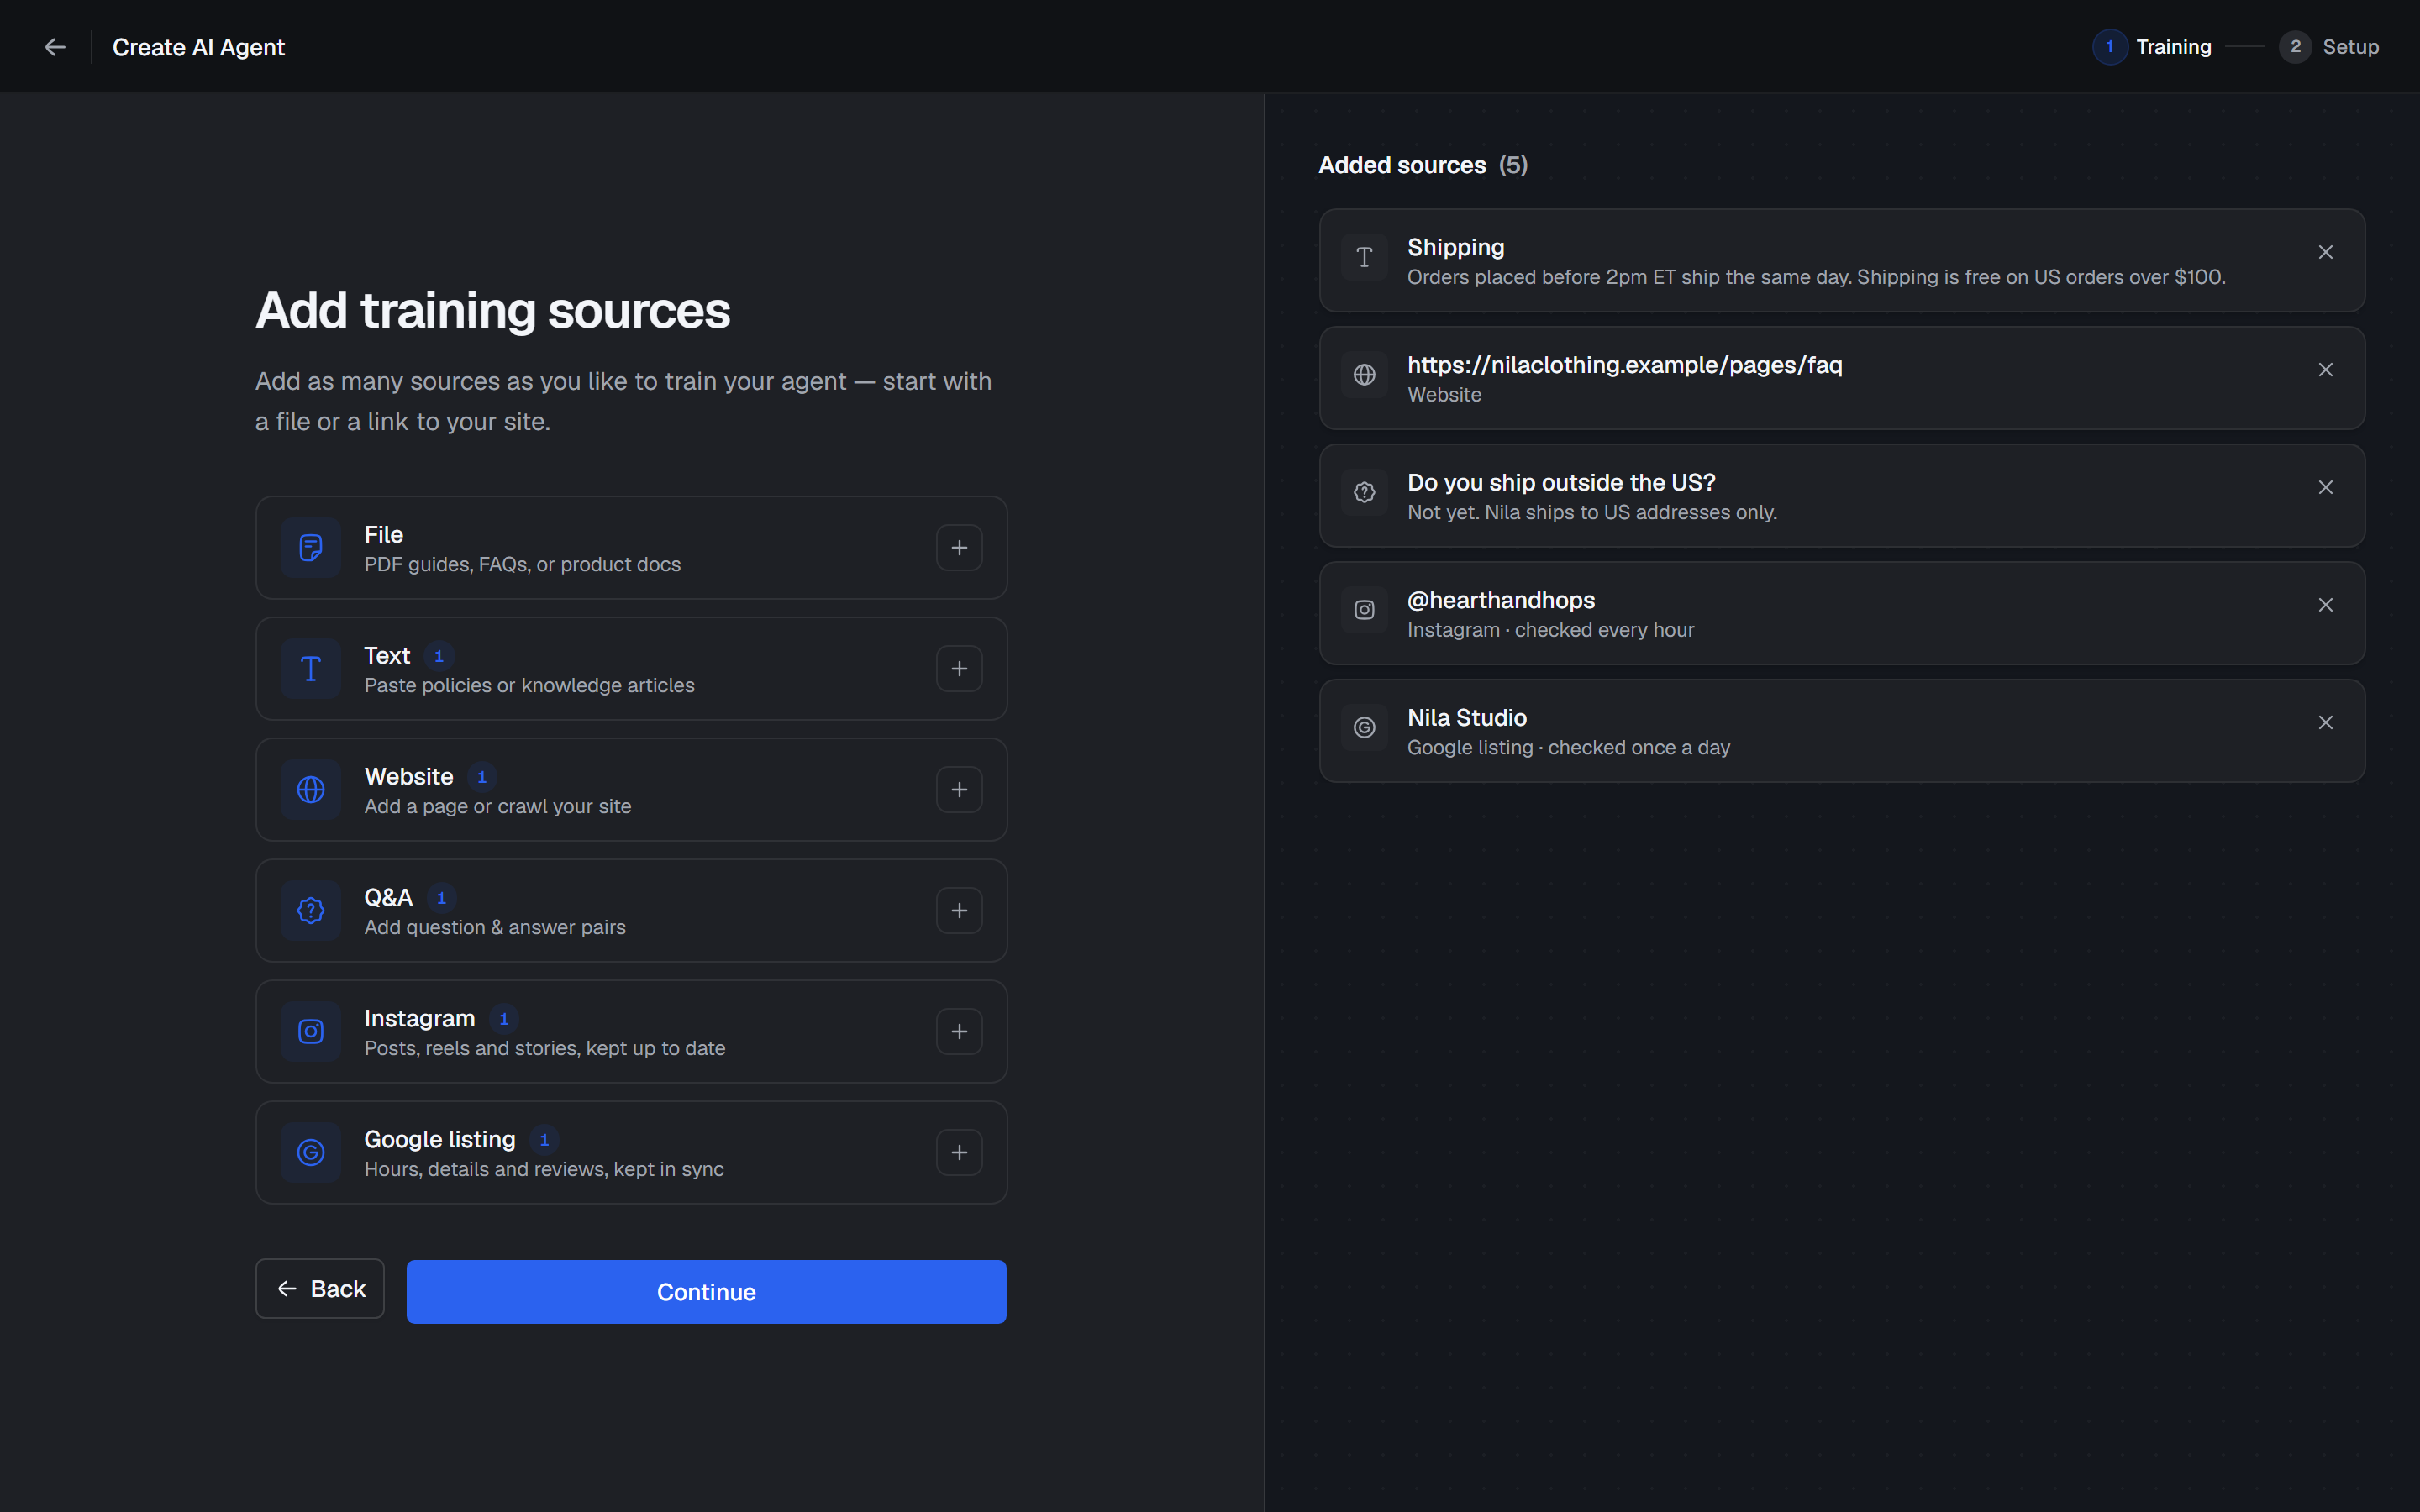 Create AI Agent
1 Training
2 Setup
Add training sources
Add as many sources as you like to train your agent — start with
a file or a link to your site.
File
PDF guides, FAQs, or product docs
Text 1
Paste policies or knowledge articles
Website 1
Add a page or crawl your site
Q&A 1
Add question & answer pairs
Instagram 1
Posts, reels and stories, kept up to date
Google listing 1
Hours, details and reviews, kept in sync
Back
Continue
Added sources (5)
Shipping
Orders placed before 2pm ET ship the same day. Shipping is free on US orders over $100.
https://nilaclothing.example/pages/faq
Website
Do you ship outside the US?
Not yet. Nila ships to US addresses only.
@hearthandhops
Instagram · checked every hour
Nila Studio
Google listing · checked once a day